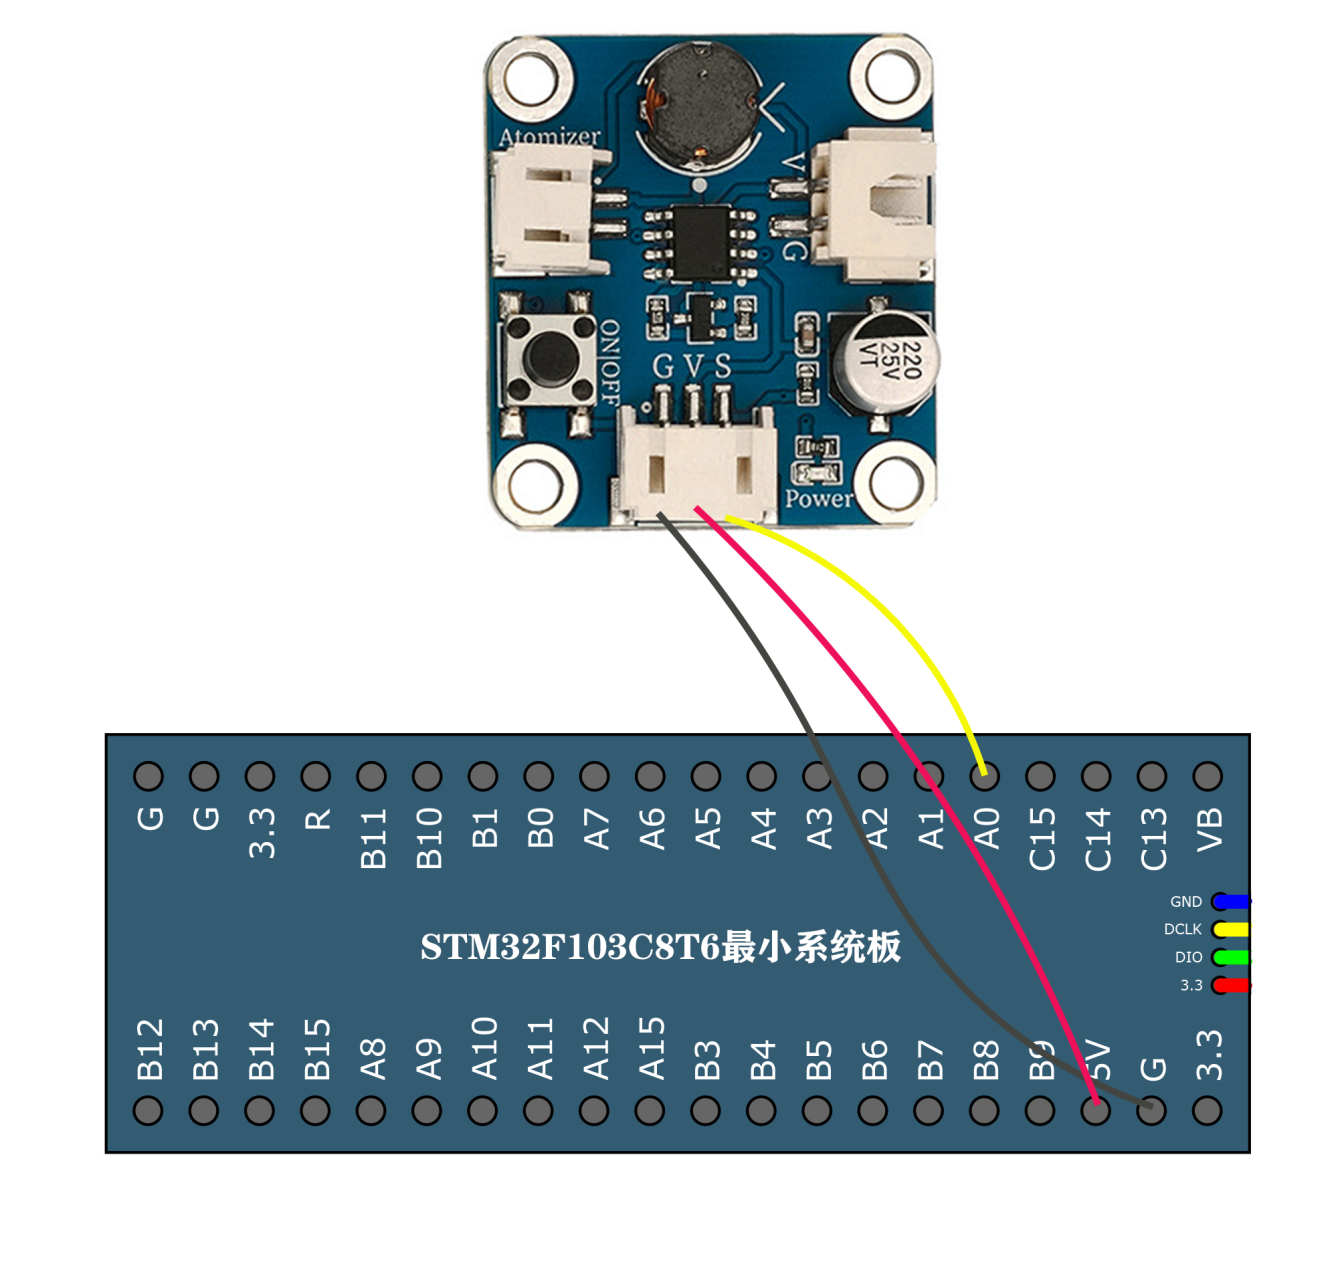 Atomizer
V
G
ON|OFF
G V S
220
25V
VT
Power
G G 3.3 R B11 B10 B1 B0 A7 A6 A5 A4 A3 A2 A1 A0 C15 C14 C13 VB
GND
DCLK
DIO
3.3
STM32F103C8T6最小系统板
B12 B13 B14 B15 A8 A9 A10 A11 A12 A15 B3 B4 B5 B6 B7 B8 B9 5V G 3.3